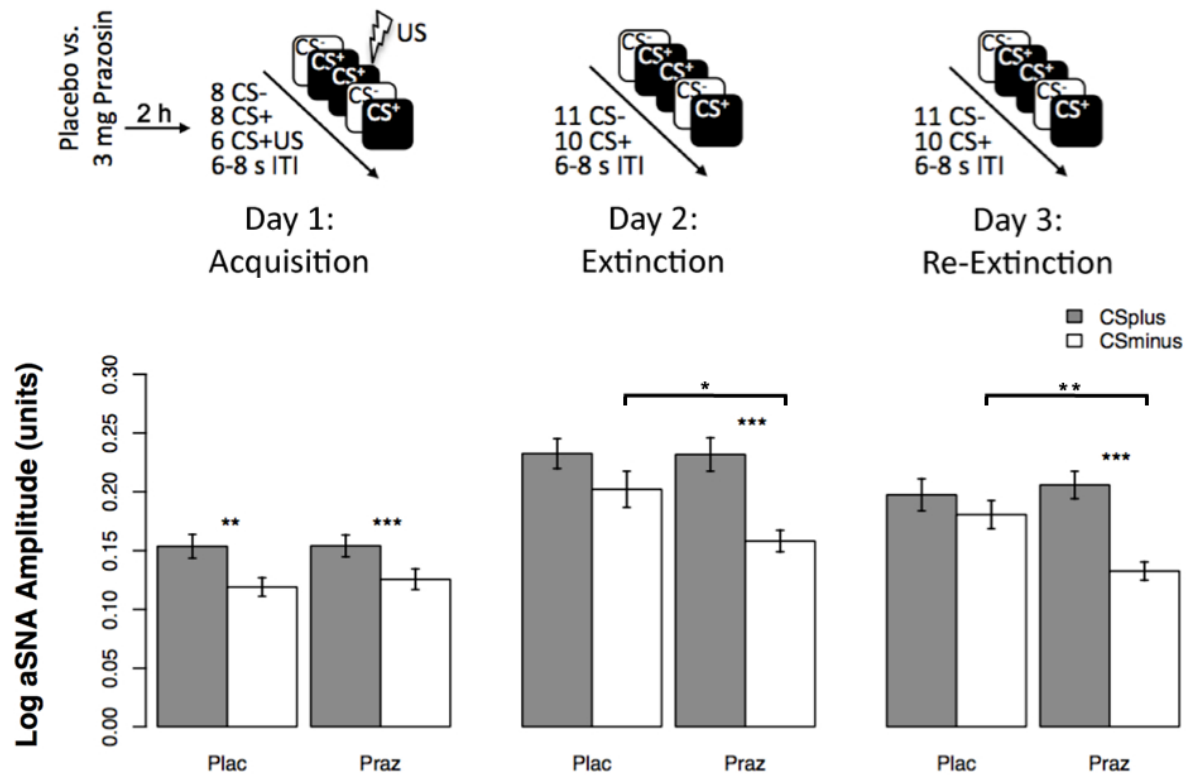 Placebo vs.
3 mg Prazosin
2 h
8 CS-
8 CS+
6 CS+US
6-8 s ITI
CS-
CS+
CS+
CS-
CS+
US
Day 1:
Acquisition
11 CS-
10 CS+
6-8 s ITI
CS-
CS+
CS+
CS-
CS+
Day 2:
Extinction
11 CS-
10 CS+
6-8 s ITI
CS-
CS+
CS+
CS-
CS+
Day 3:
Re-Extinction
CSplus
CSminus
Log aSNA Amplitude (units)
0.30
0.25
0.20
0.15
0.10
0.05
0.00
**
***
*
***
**
***
Plac
Praz
Plac
Praz
Plac
Praz